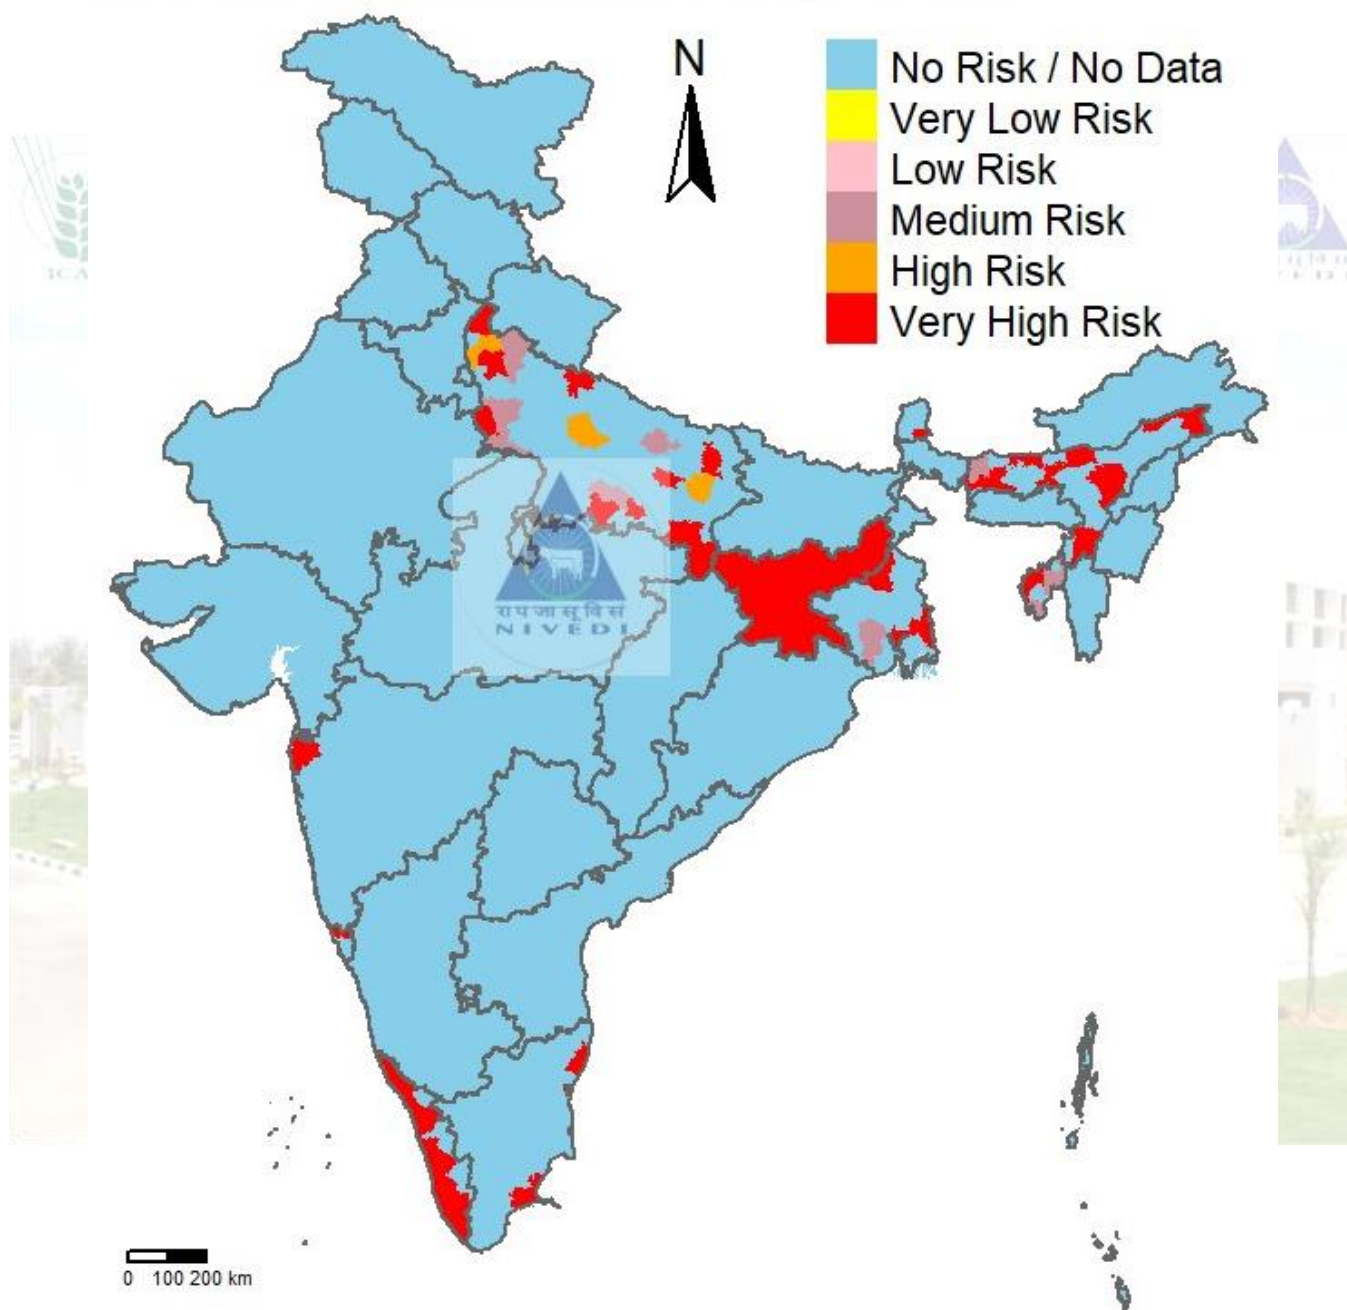 N
No Risk / No Data
Very Low Risk
Low Risk
Medium Risk
High Risk
Very High Risk
रापजासूविसं
NIVEDI
0 100 200 km